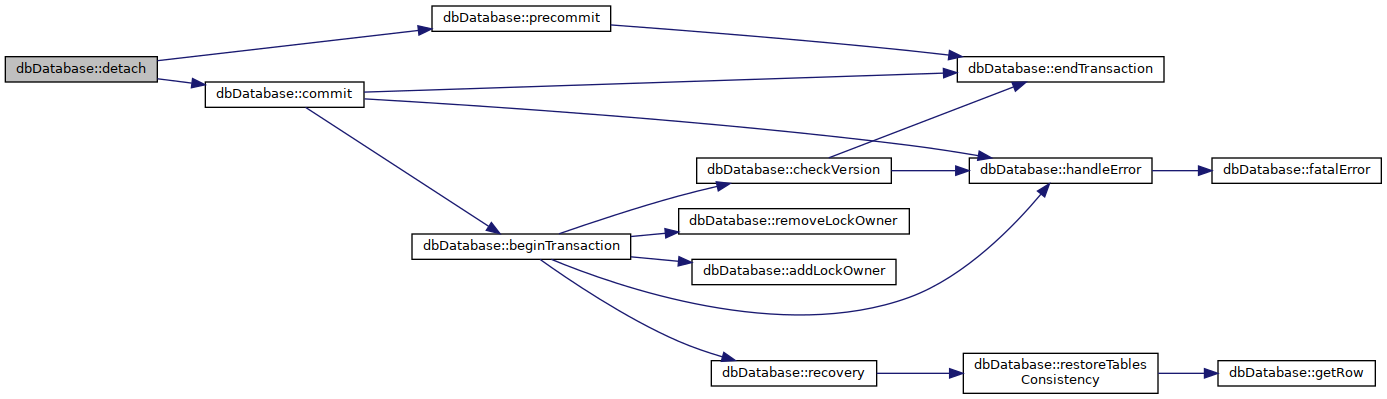 dbDatabase::precommit
dbDatabase::detach
dbDatabase::endTransaction
dbDatabase::commit
dbDatabase::checkVersion
dbDatabase::handleError
dbDatabase::fatalError
dbDatabase::removeLockOwner
dbDatabase::beginTransaction
dbDatabase::addLockOwner
dbDatabase::recovery
dbDatabase::restoreTables
Consistency
dbDatabase::getRow